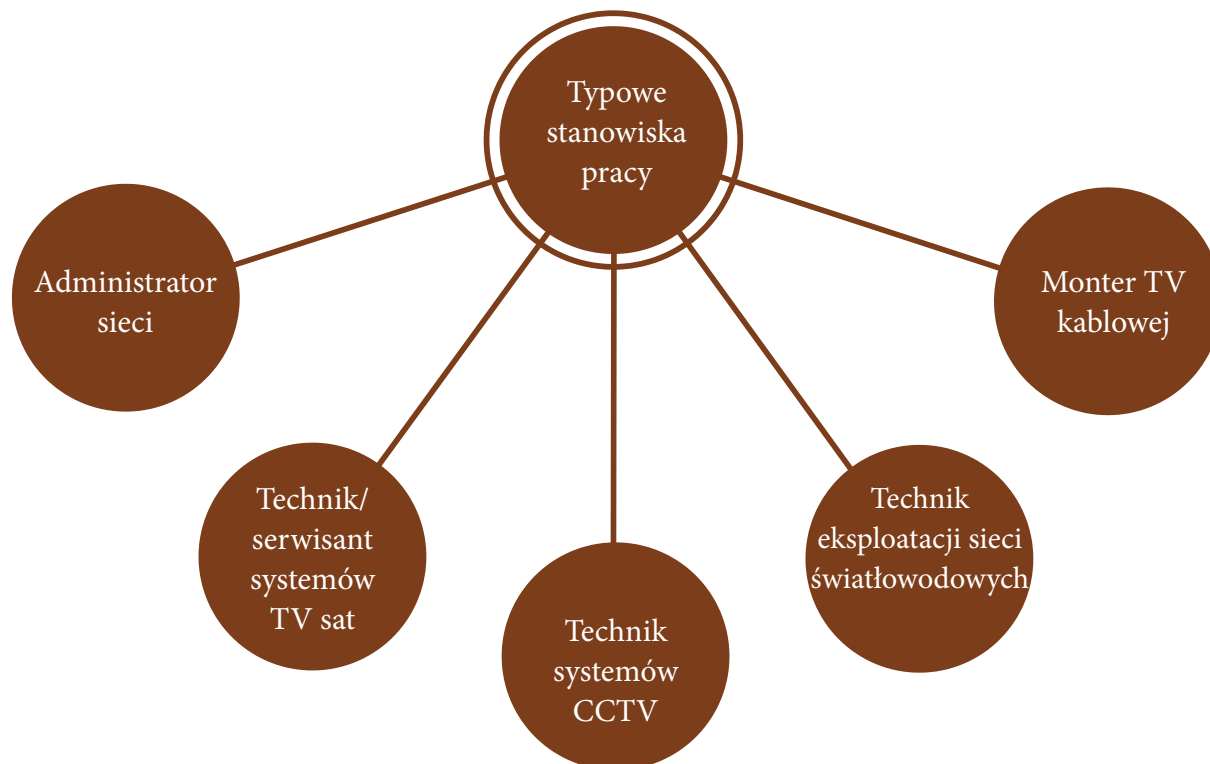 Typowe
stanowiska
pracy
Administrator
sieci
Technik/
serwisant
systemów
TV sat
Technik
systemów
CCTV
Technik
eksploatacji sieci
światłowodowych
Monter TV
kablowej